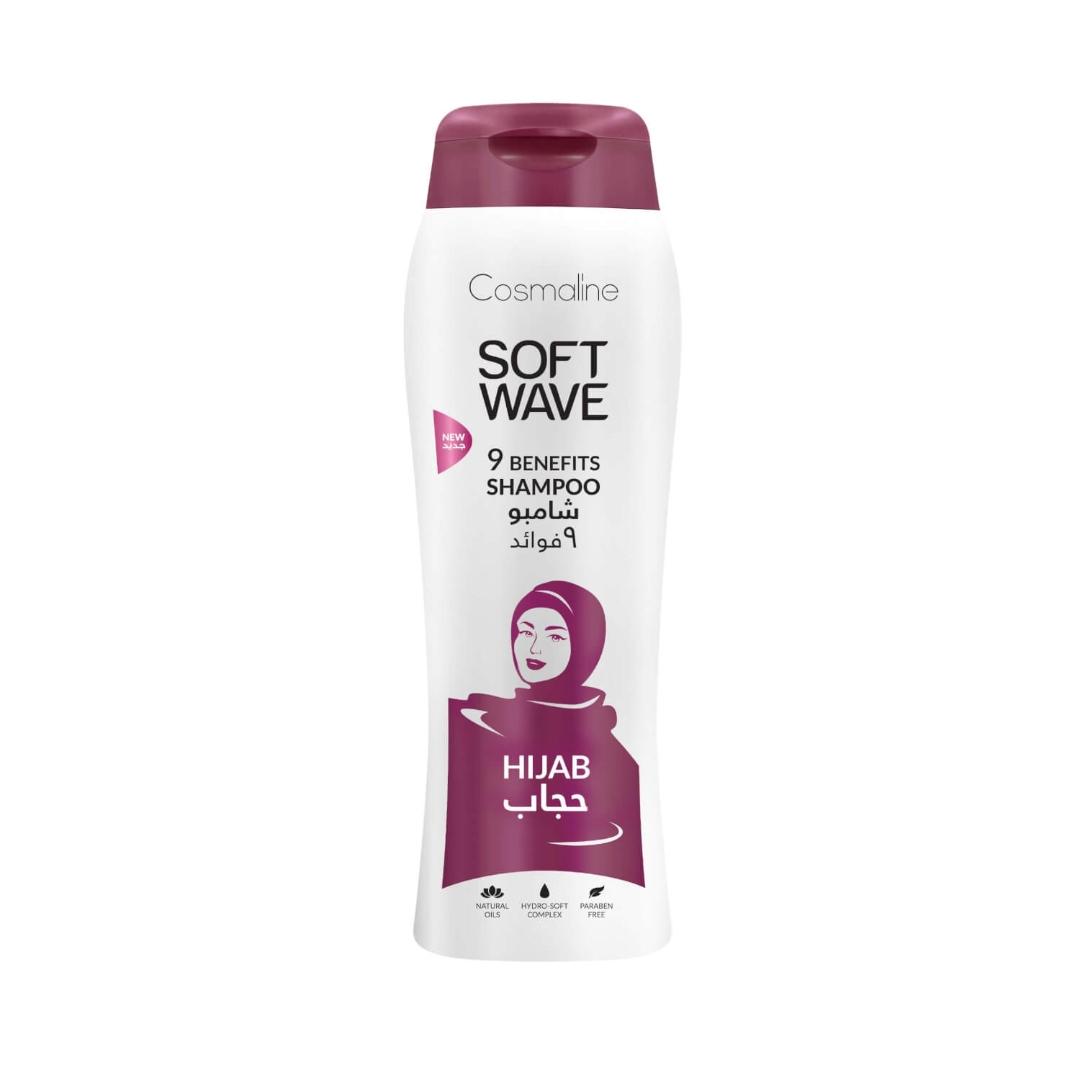 Cosmaline
SOFT
WAVE
NEW
جديد
9 BENEFITS
SHAMPOO
شامبو
٩ فوائد
HIJAB
حجاب
NATURAL
OILS
HYDRO-SOFT
COMPLEX
PARABEN
FREE